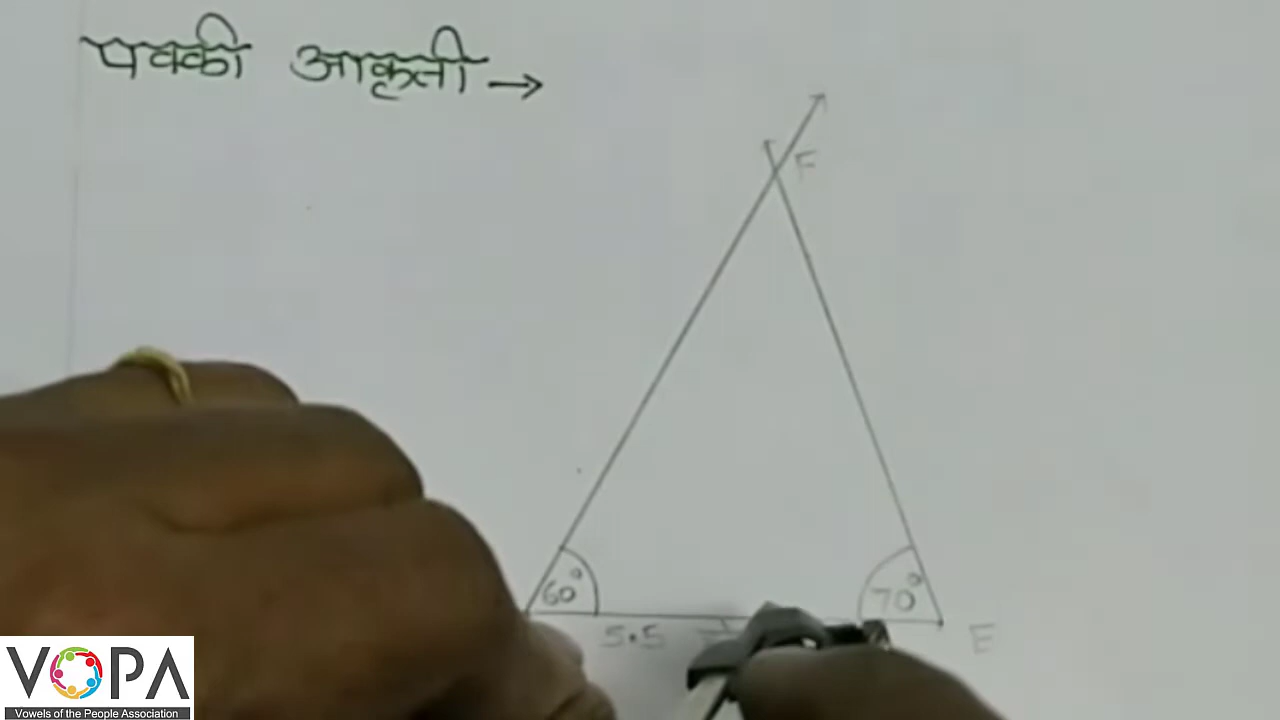 पक्की आकृती →
F
60°
70°
5.5
E
VOPA
Vowels of the People Association